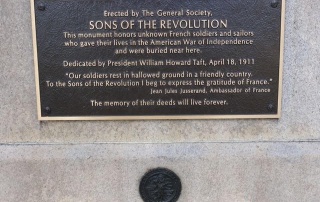 Erected by The General Society,
SONS OF THE REVOLUTION
This monument honors unknown French soldiers and sailors
who gave their lives in the American War of Independence
and were buried near here.
Dedicated by President William Howard Taft, April 18, 1911
"Our soldiers rest in hallowed ground in a friendly country.
To the Sons of the Revolution I beg to express the gratitude of France."
Jean Jules Jusserand, Ambassador of France
The memory of their deeds will live forever.